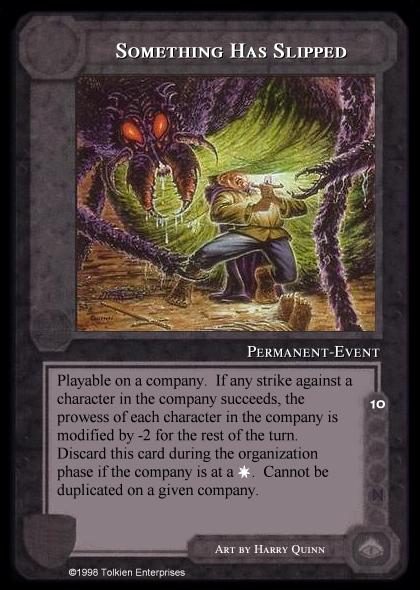 Something Has Slipped
Permanent-Event
Playable on a company. If any strike against a
character in the company succeeds, the
prowess of each character in the company is
modified by -2 for the rest of the turn.
Discard this card during the organization
phase if the company is at a ✷. Cannot be
duplicated on a given company.
10
N
Art by Harry Quinn
©1998 Tolkien Enterprises